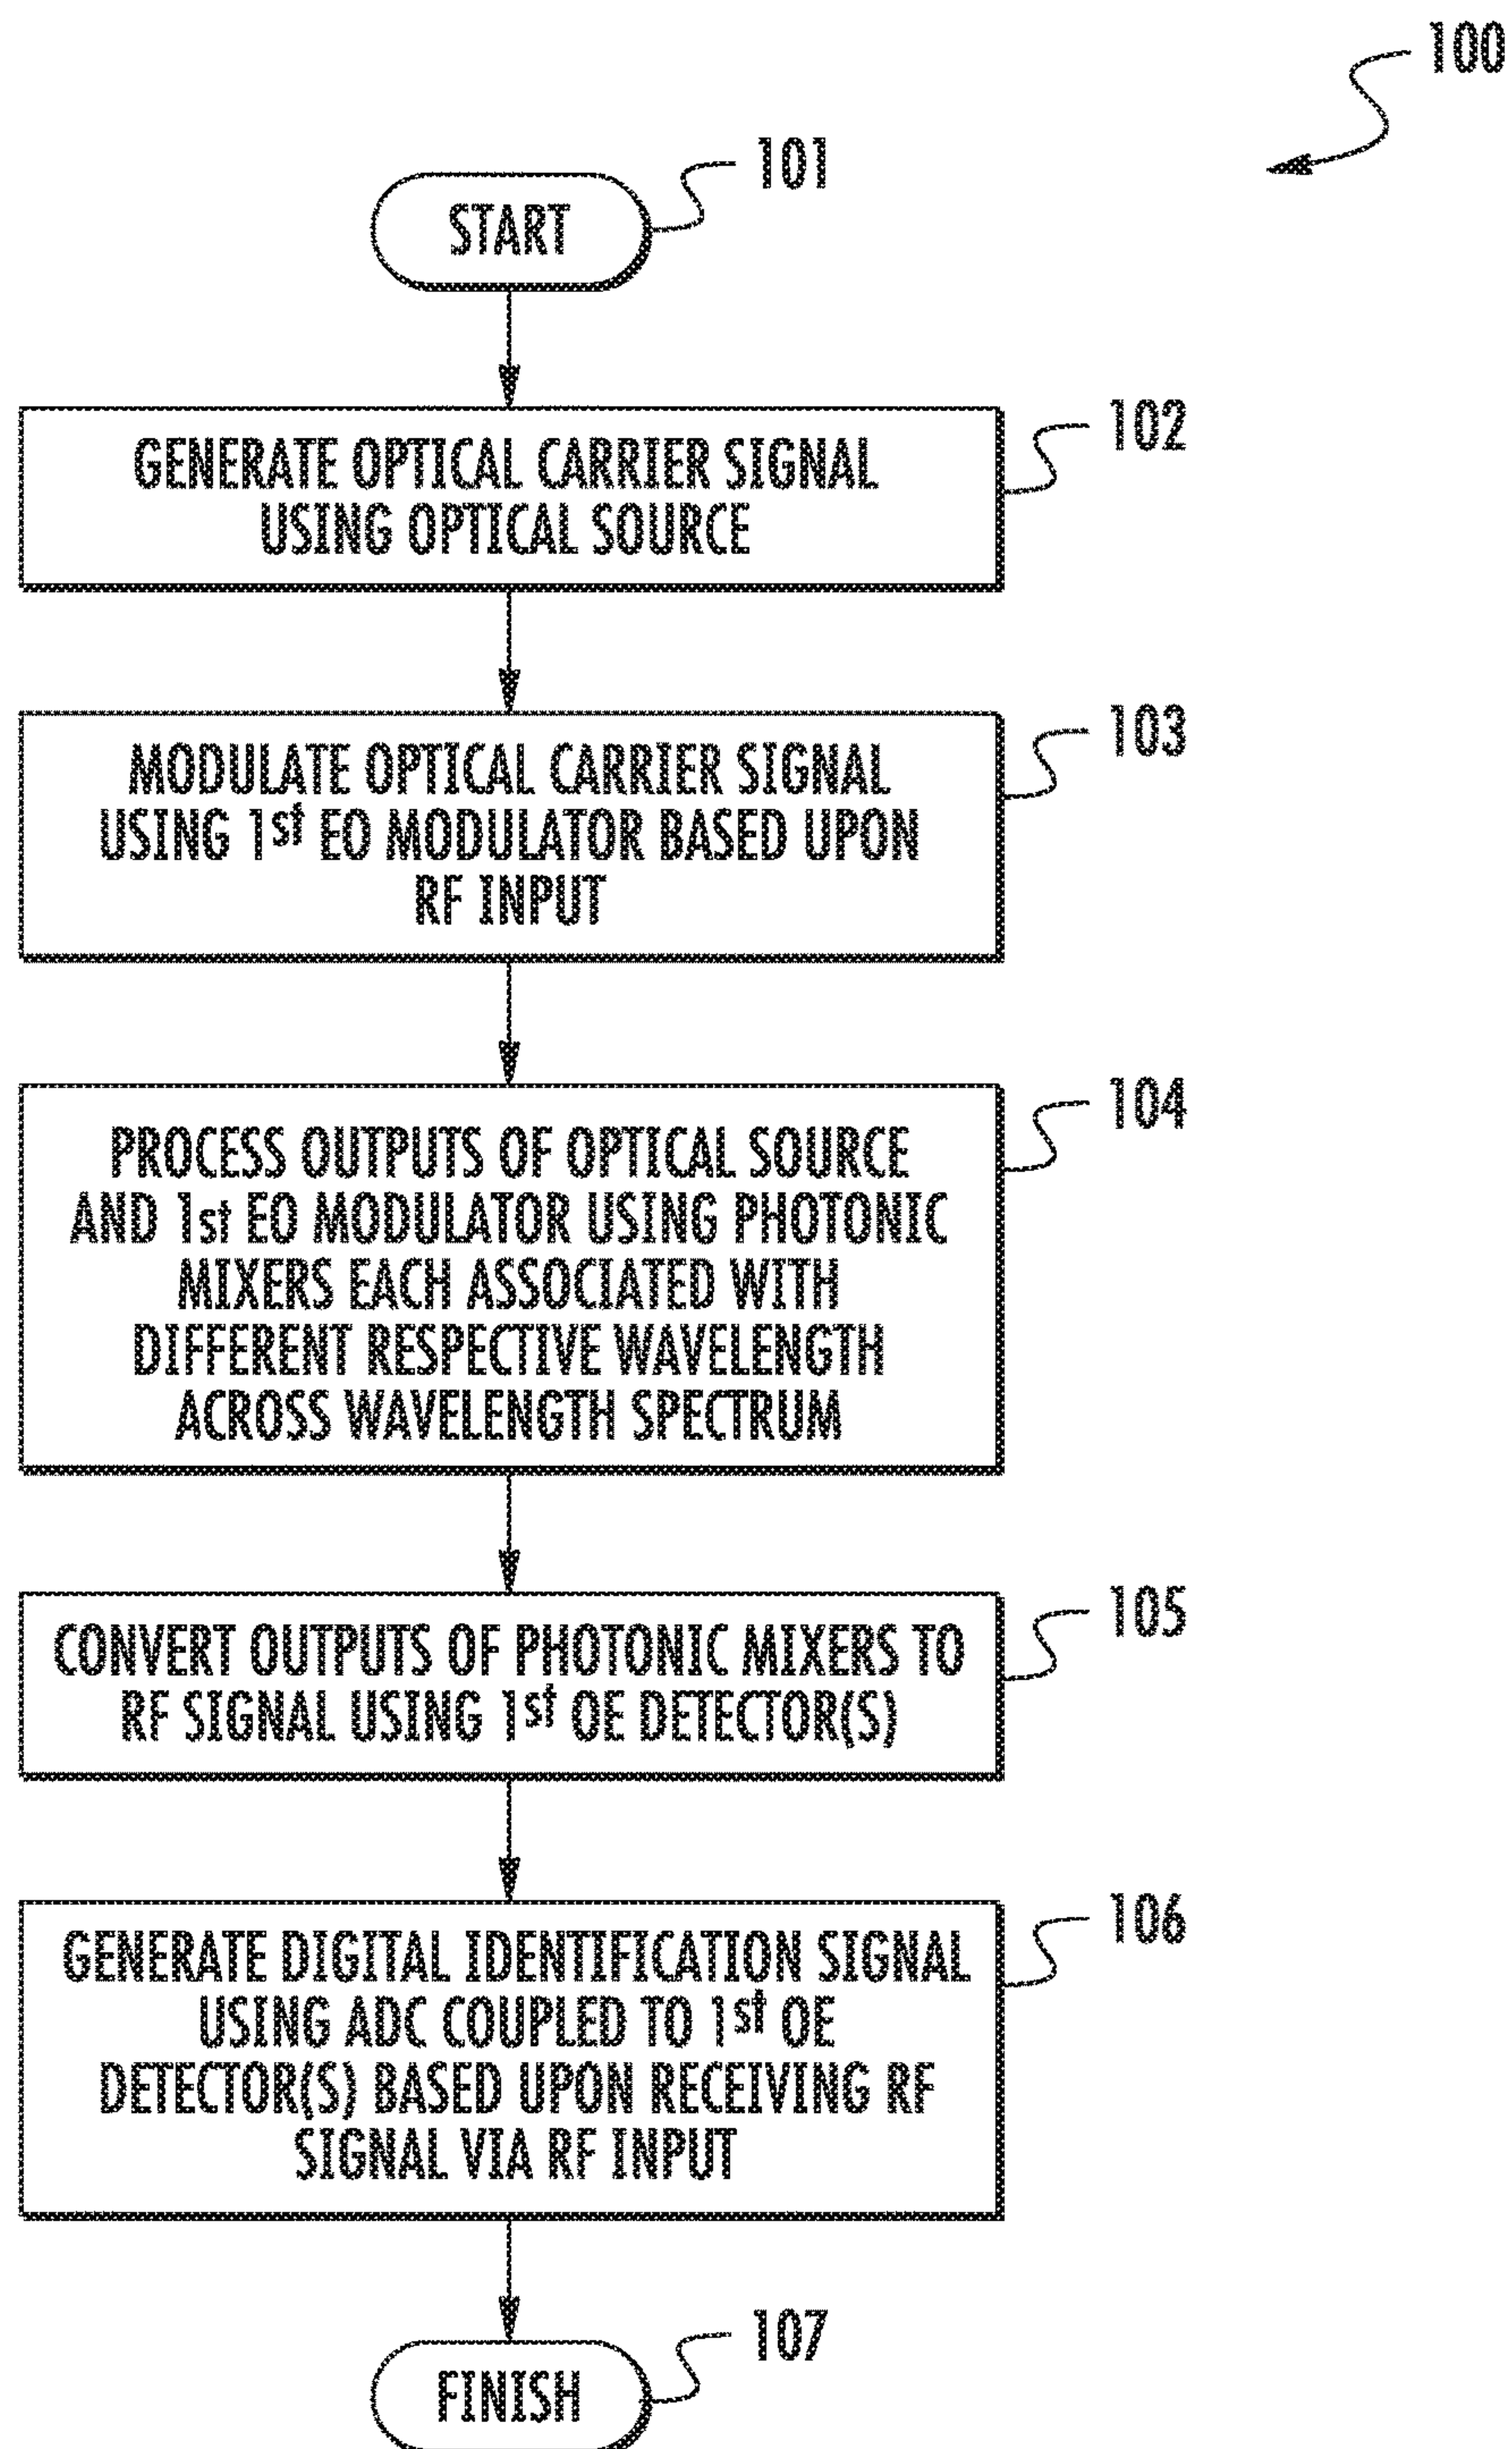 100
101
START
102
GENERATE OPTICAL CARRIER SIGNAL
USING OPTICAL SOURCE
103
MODULATE OPTICAL CARRIER SIGNAL
USING 1st EO MODULATOR BASED UPON
RF INPUT
104
PROCESS OUTPUTS OF OPTICAL SOURCE
AND 1st EO MODULATOR USING PHOTONIC
MIXERS EACH ASSOCIATED WITH
DIFFERENT RESPECTIVE WAVELENGTH
ACROSS WAVELENGTH SPECTRUM
105
CONVERT OUTPUTS OF PHOTONIC MIXERS TO
RF SIGNAL USING 1st OE DETECTOR(S)
106
GENERATE DIGITAL IDENTIFICATION SIGNAL
USING ADC COUPLED TO 1st OE
DETECTOR(S) BASED UPON RECEIVING RF
SIGNAL VIA RF INPUT
107
FINISH